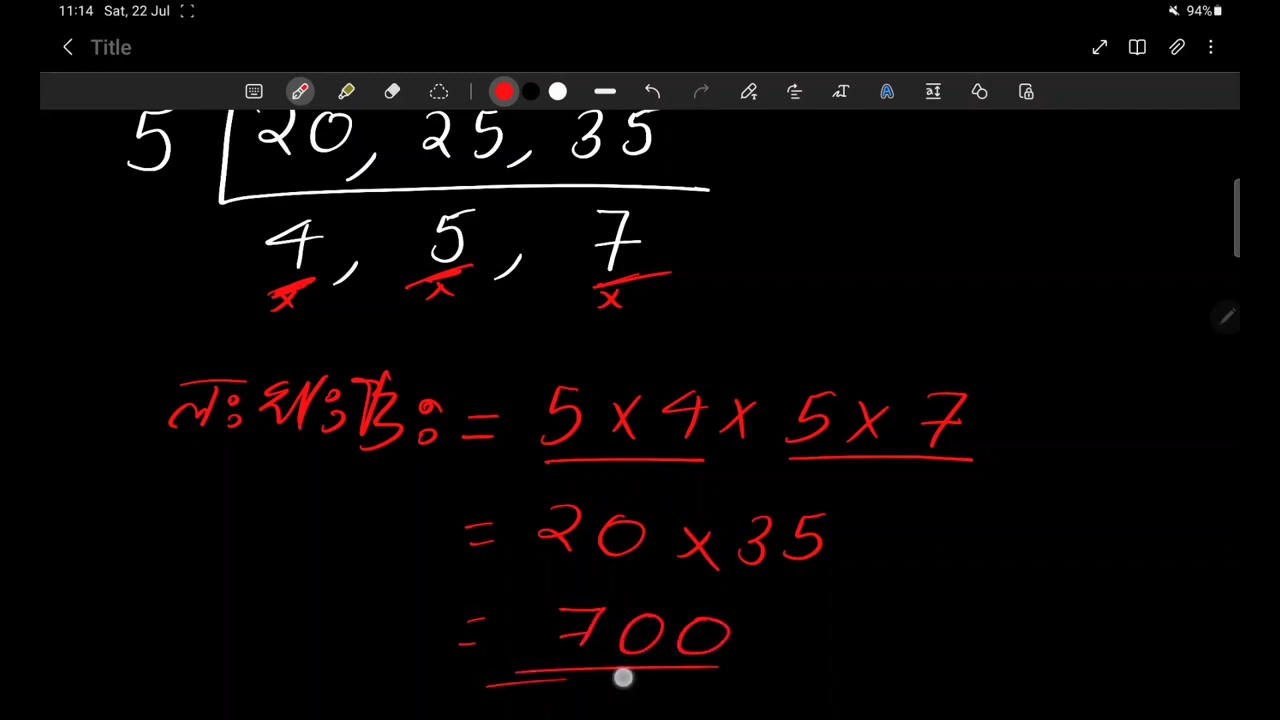 11:14 Sat, 22 Jul
94%
Title
5 20, 25, 35
4, 5, 7
x x x
ল:সা:গু: = 5 x 4 x 5 x 7
= 20 x 35
= 700